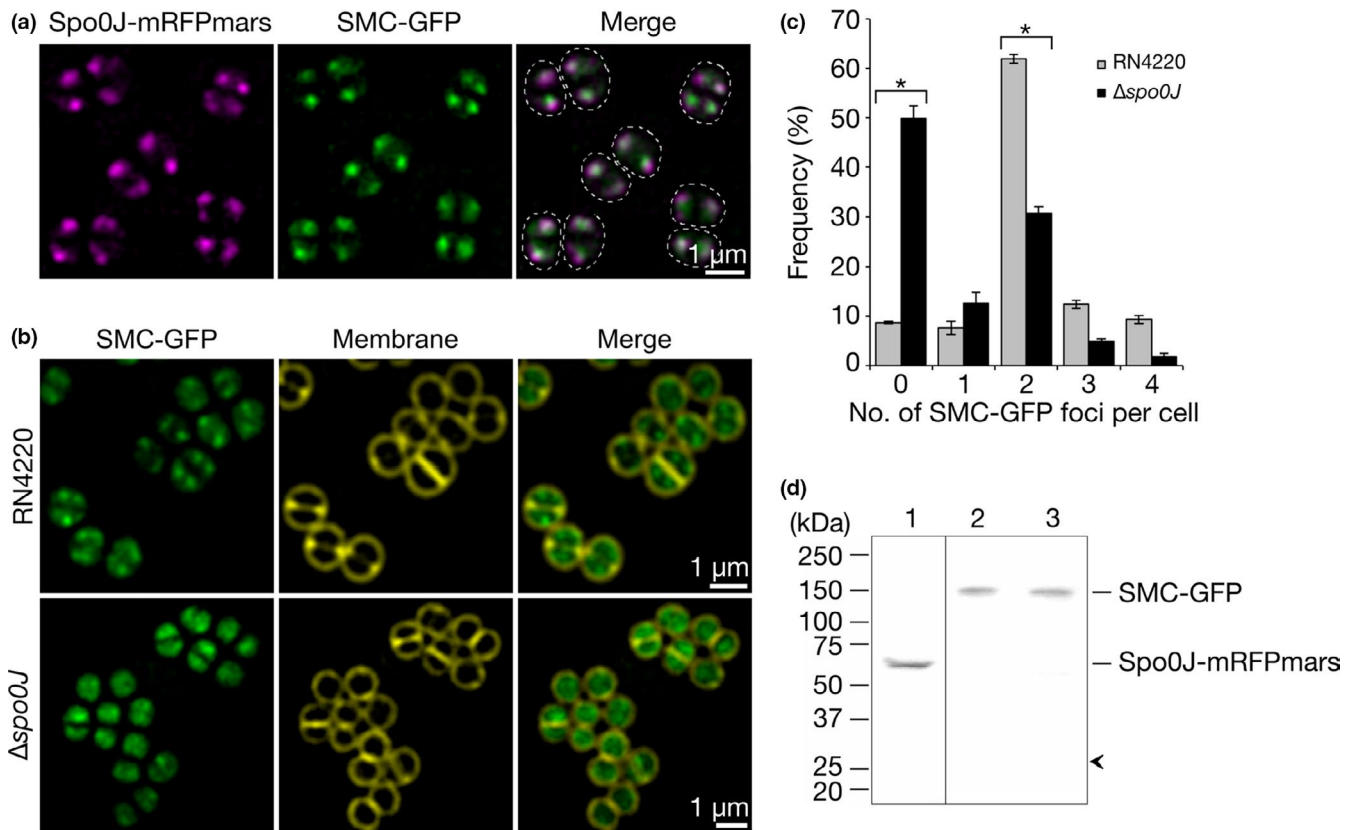 (a)
Spo0J-mRFPmars SMC-GFP Merge
1 µm
(b)
SMC-GFP Membrane Merge
RN4220
1 µm
Δspo0J
1 µm
(c)
Frequency (%)
70
60
50
40
30
20
10
0
* *
RN4220
Δspo0J
0 1 2 3 4
No. of SMC-GFP foci per cell
(d)
(kDa) 1 2 3
250
150
100
75
50
37
25
20
SMC-GFP
Spo0J-mRFPmars